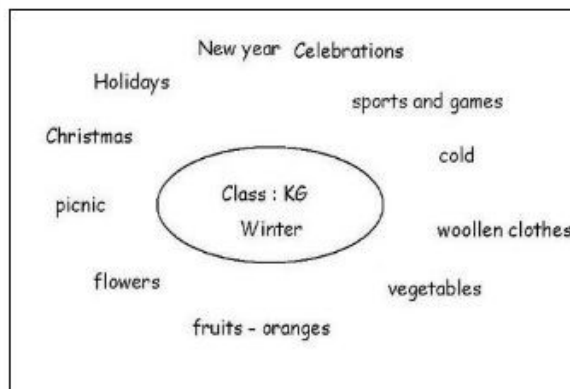 New year Celebrations
Holidays
sports and games
Christmas
cold
Class : KG
picnic
Winter
woollen clothes
flowers
vegetables
fruits - oranges